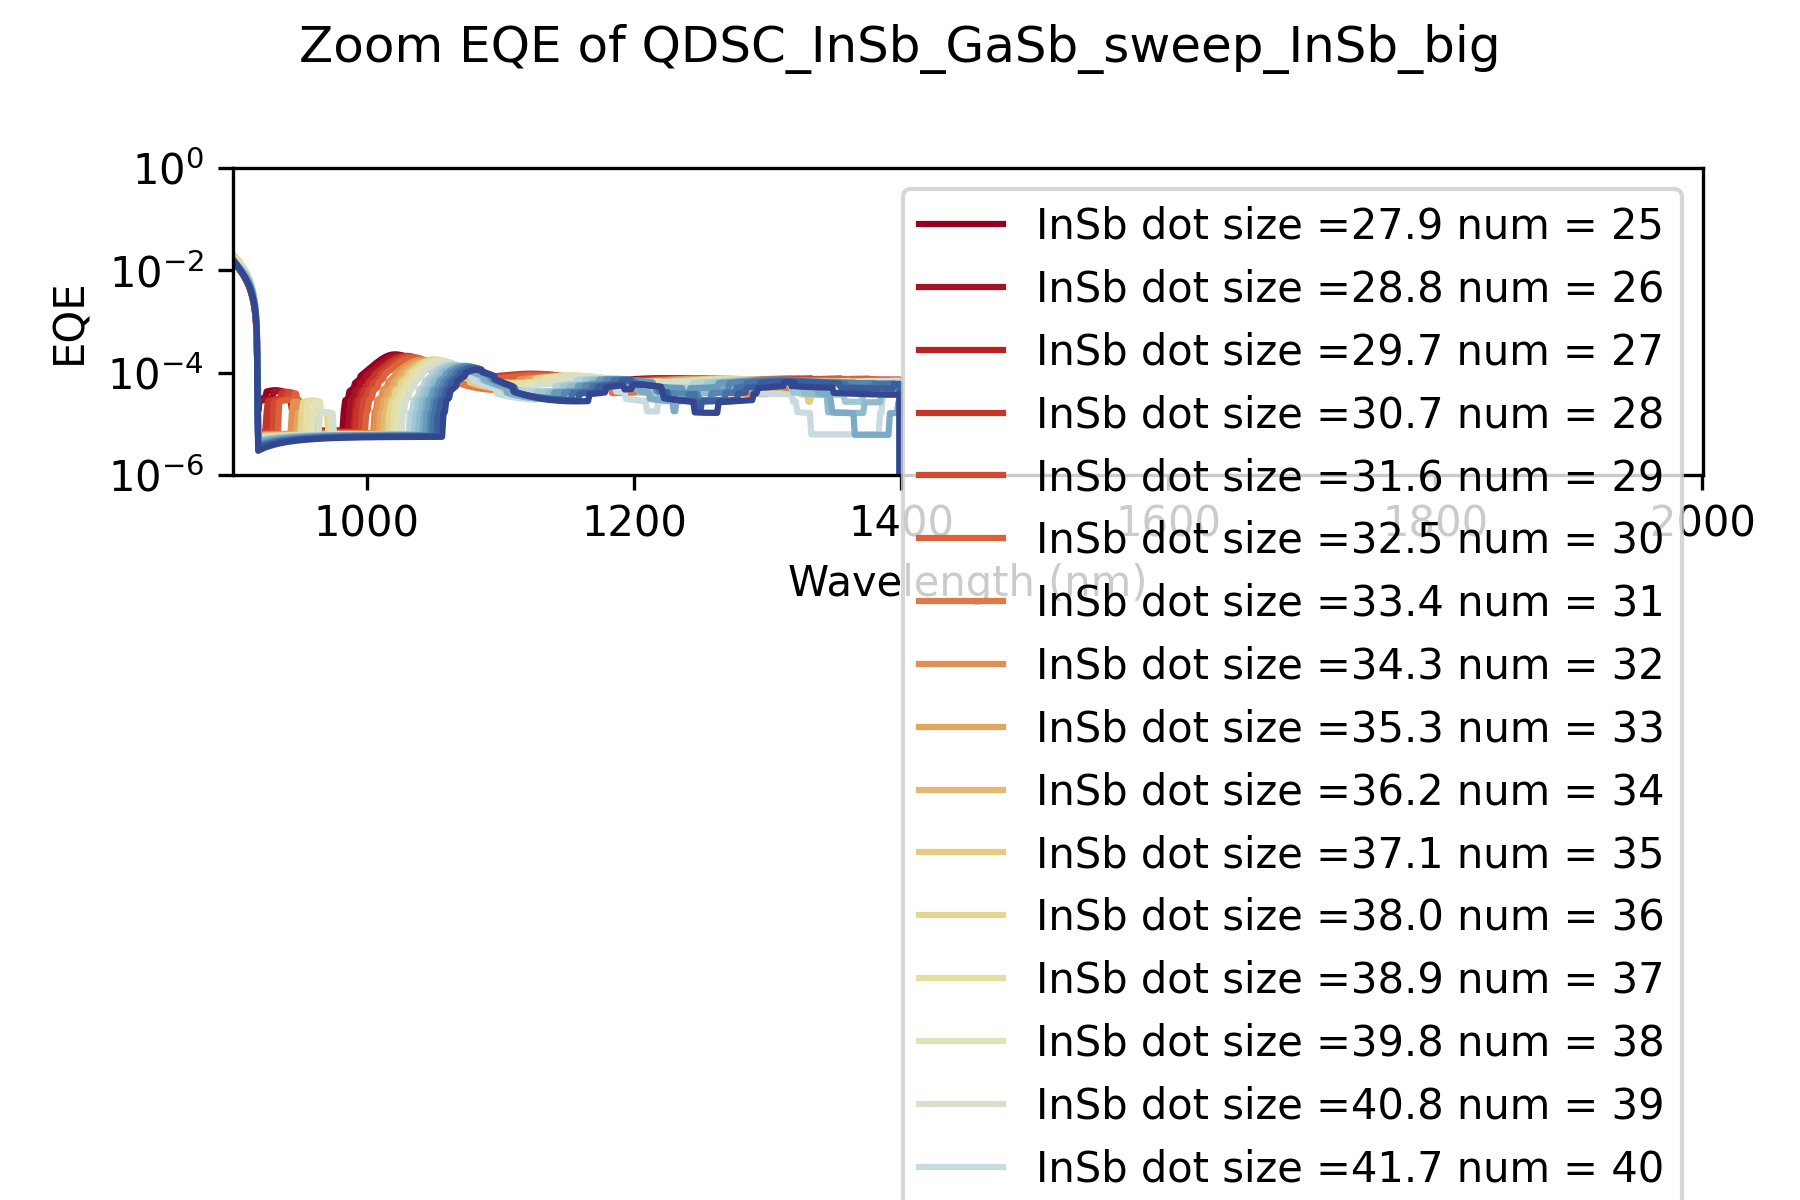 Zoom EQE of QDSC_InSb_GaSb_sweep_InSb_big
EQE
10⁰
10⁻²
10⁻⁴
10⁻⁶
1000 1200 1400 1600 1800 2000
Wavelength (nm)
InSb dot size =27.9 num = 25
InSb dot size =28.8 num = 26
InSb dot size =29.7 num = 27
InSb dot size =30.7 num = 28
InSb dot size =31.6 num = 29
InSb dot size =32.5 num = 30
InSb dot size =33.4 num = 31
InSb dot size =34.3 num = 32
InSb dot size =35.3 num = 33
InSb dot size =36.2 num = 34
InSb dot size =37.1 num = 35
InSb dot size =38.0 num = 36
InSb dot size =38.9 num = 37
InSb dot size =39.8 num = 38
InSb dot size =40.8 num = 39
InSb dot size =41.7 num = 40